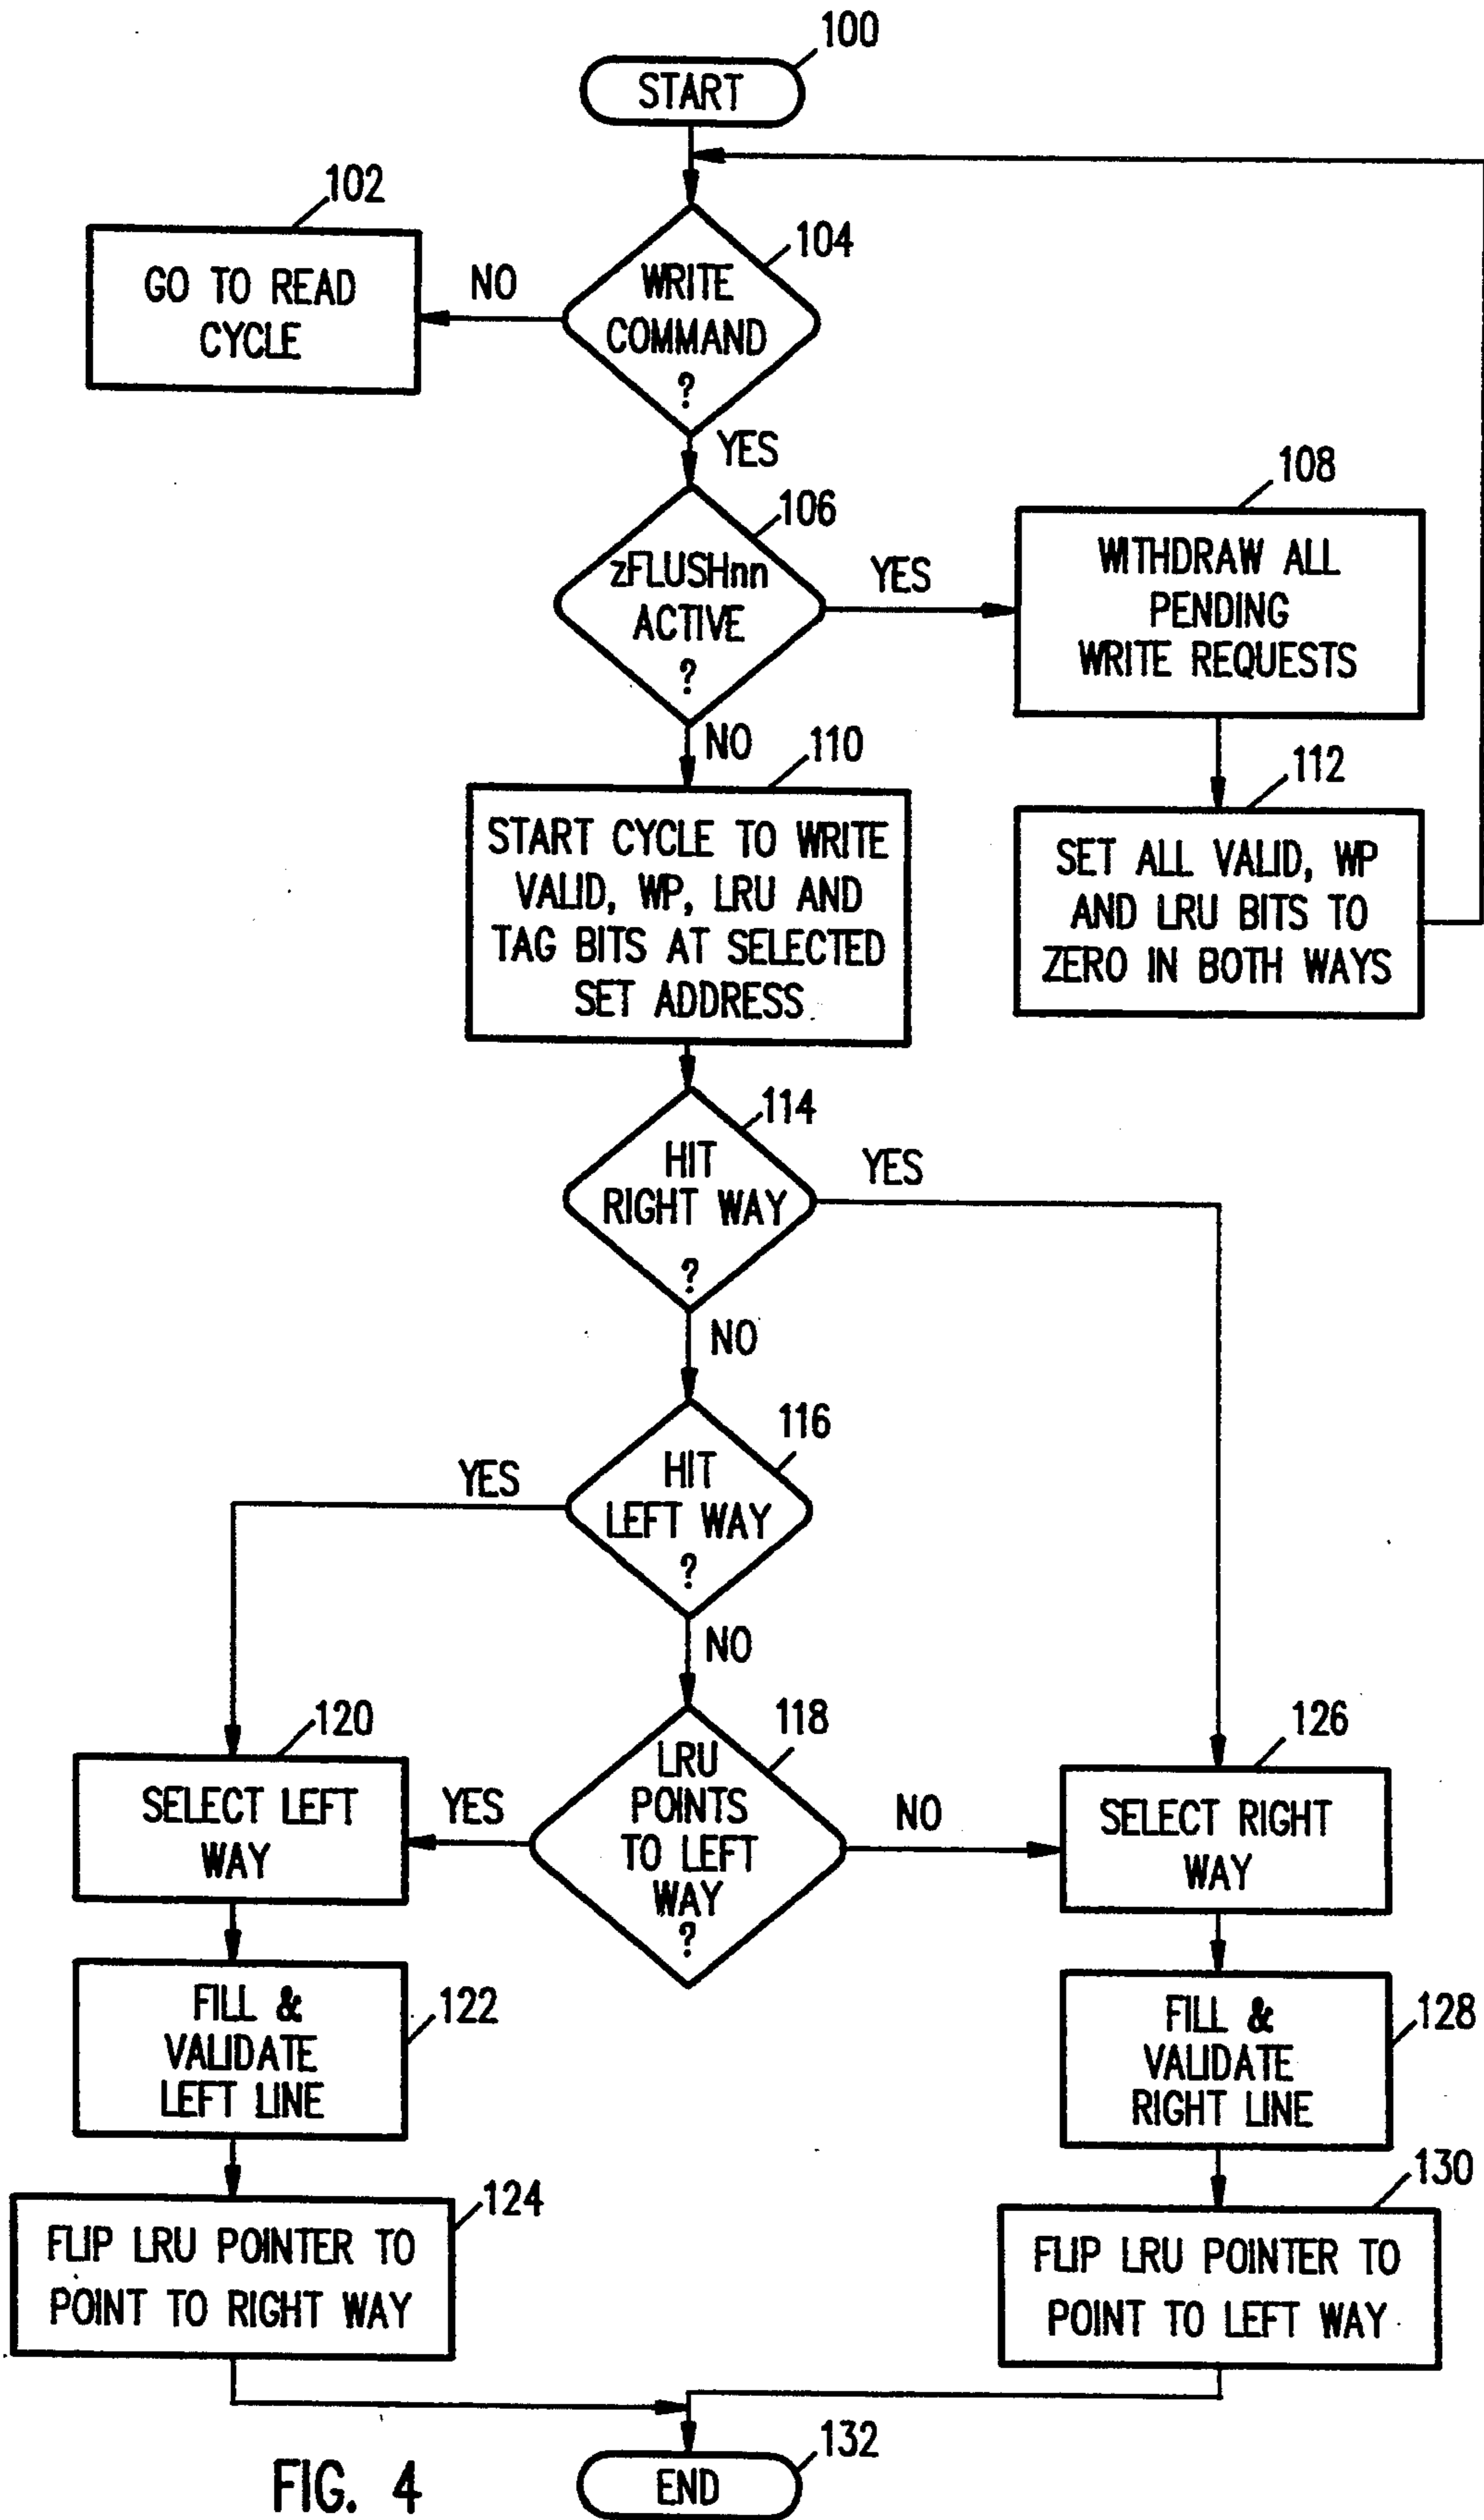 100
START
102
104
GO TO READ
CYCLE
NO
WRITE
COMMAND
?
YES
106
108
zFLUSHnn
ACTIVE
?
YES
WITHDRAW ALL
PENDING
WRITE REQUESTS
NO
110
112
START CYCLE TO WRITE
VALID, WP, LRU AND
TAG BITS AT SELECTED
SET ADDRESS
SET ALL VALID, WP
AND LRU BITS TO
ZERO IN BOTH WAYS
114
HIT
RIGHT WAY
?
YES
NO
116
YES
HIT
LEFT WAY
?
NO
120
118
126
SELECT LEFT
WAY
YES
LRU
POINTS
TO LEFT
WAY
?
NO
SELECT RIGHT
WAY
FILL &
VALIDATE
LEFT LINE
122
FILL &
VALIDATE
RIGHT LINE
128
124
130
FLIP LRU POINTER TO
POINT TO RIGHT WAY
FLIP LRU POINTER TO
POINT TO LEFT WAY
132
END
FIG. 4